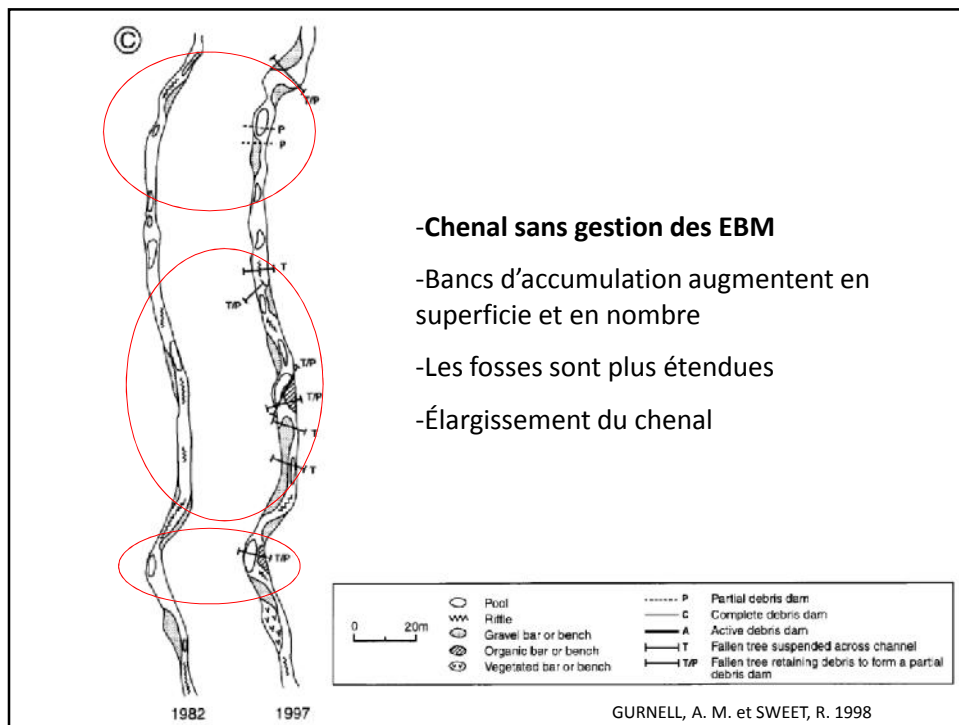 ©
T/P
P
P
T
T/P
T/P
T/P
T
T
T/P
1982 1997
-Chenal sans gestion des EBM
-Bancs d'accumulation augmentent en
superficie et en nombre
-Les fosses sont plus étendues
-Élargissement du chenal
0 20m
Pool
Riffle
Gravel bar or bench
Organic bar or bench
Vegetated bar or bench
P Partial debris dam
C Complete debris dam
A Active debris dam
T Fallen tree suspended across channel
T/P Fallen tree retaining debris to form a partial
debris dam
GURNELL, A. M. et SWEET, R. 1998